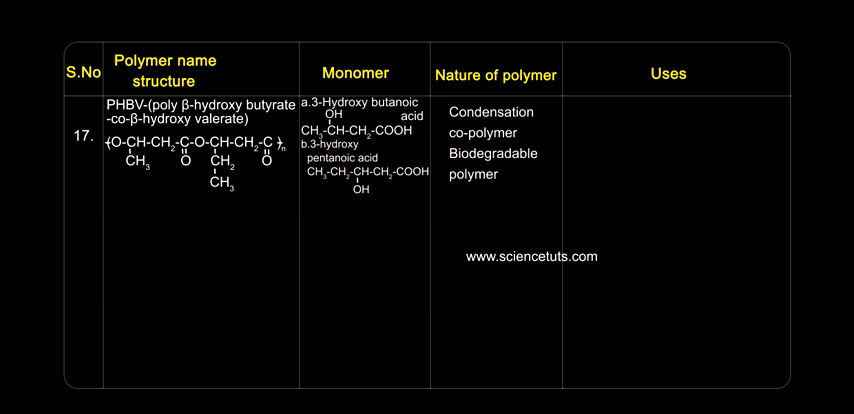 S.No
Polymer name
structure
Monomer
Nature of polymer
Uses
17.
PHBV-(poly β-hydroxy butyrate
-co-β-hydroxy valerate)
(O-CH-CH₂-C-O-CH-CH₂-C)ₙ
CH₃ O CH₂ O
CH₃
a.3-Hydroxy butanoic
OH acid
CH₃-CH-CH₂-COOH
b.3-hydroxy
pentanoic acid
CH₃-CH₂-CH-CH₂-COOH
OH
Condensation
co-polymer
Biodegradable
polymer
www.sciencetuts.com